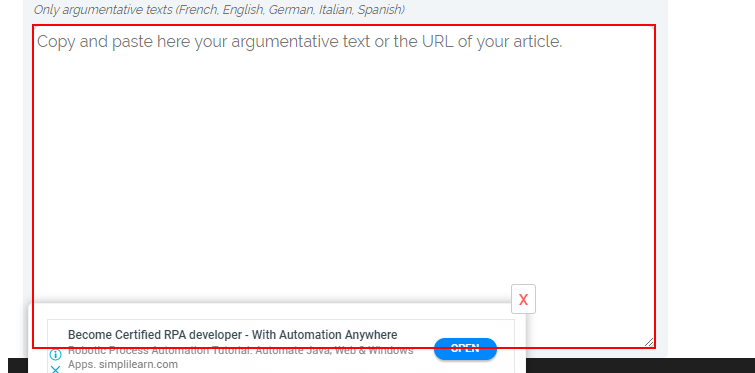 Only argumentative texts (French, English, German, Italian, Spanish)
Copy and paste here your argumentative text or the URL of your article.
X
Become Certified RPA developer - With Automation Anywhere
Robotic Process Automation Tutorial. Automate Java, Web & Windows
Apps. simplilearn.com
OPEN